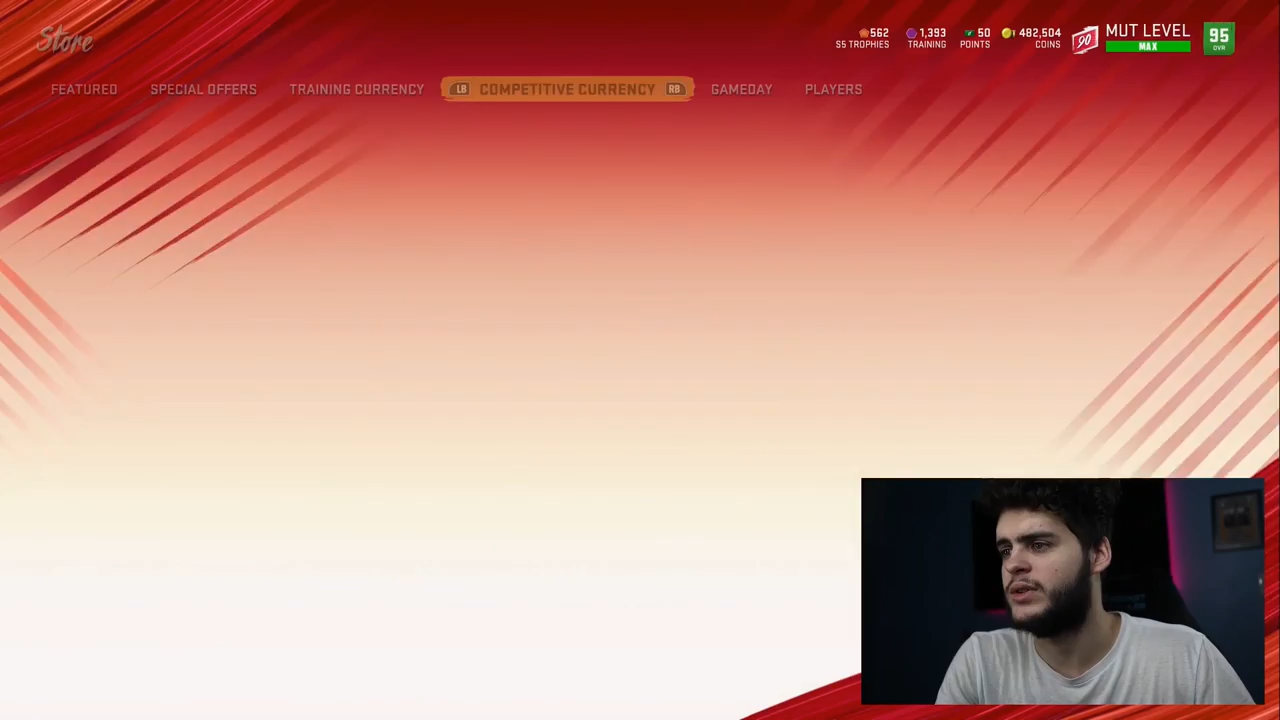 Store
562
S5 TROPHIES
1,393
TRAINING
50
POINTS
482,504
COINS
90
MUT LEVEL
MAX
95
OVR
FEATURED
SPECIAL OFFERS
TRAINING CURRENCY
LB
COMPETITIVE CURRENCY
RB
GAMEDAY
PLAYERS